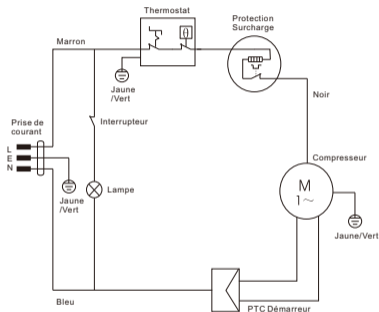 Thermostat
Protection
Surcharge
Marron
Jaune
/Vert
Noir
Interrupteur
Prise de
courant
L
E
N
Compresseur
M
1~
Lampe
Jaune
/Vert
Jaune/Vert
Bleu
PTC Démarreur